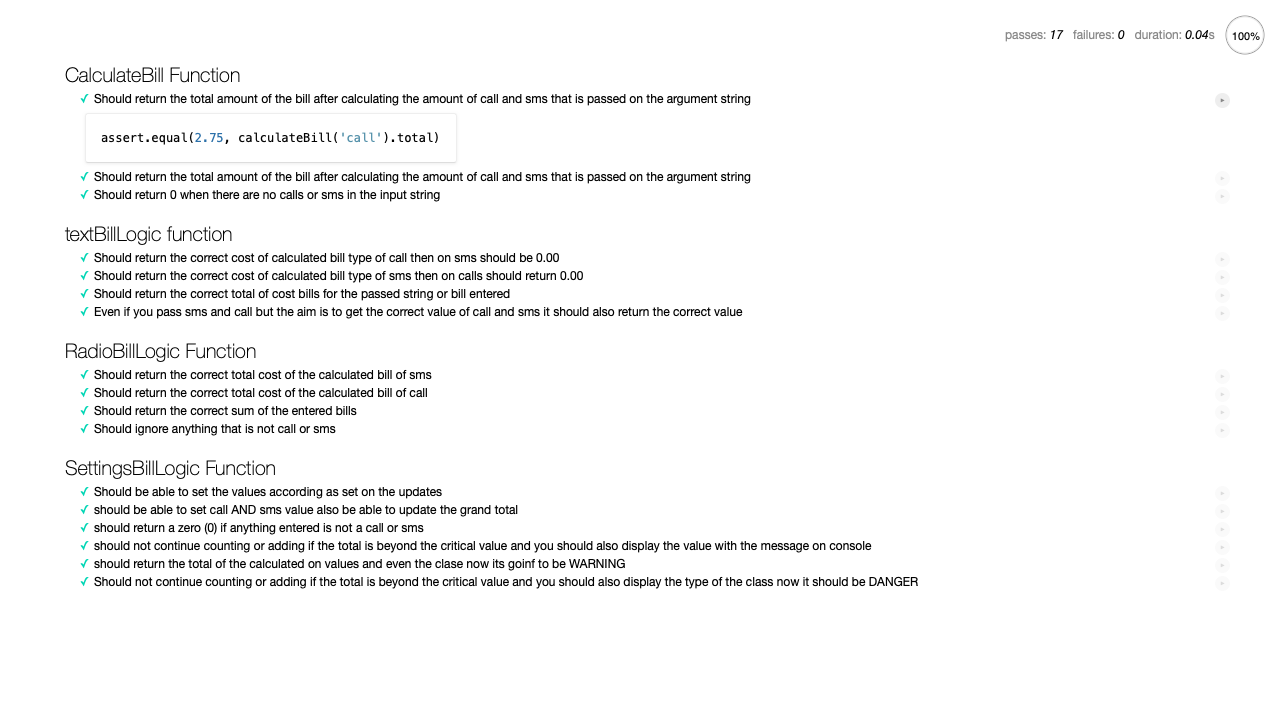 passes: 17 failures: 0 duration: 0.04s 100%
CalculateBill Function
✓ Should return the total amount of the bill after calculating the amount of call and sms that is passed on the argument string
assert.equal(2.75, calculateBill('call').total)
✓ Should return the total amount of the bill after calculating the amount of call and sms that is passed on the argument string
✓ Should return 0 when there are no calls or sms in the input string
textBillLogic function
✓ Should return the correct cost of calculated bill type of call then on sms should be 0.00
✓ Should return the correct cost of calculated bill type of sms then on calls should return 0.00
✓ Should return the correct total of cost bills for the passed string or bill entered
✓ Even if you pass sms and call but the aim is to get the correct value of call and sms it should also return the correct value
RadioBillLogic Function
✓ Should return the correct total cost of the calculated bill of sms
✓ Should return the correct total cost of the calculated bill of call
✓ Should return the correct sum of the entered bills
✓ Should ignore anything that is not call or sms
SettingsBillLogic Function
✓ Should be able to set the values according as set on the updates
✓ should be able to set call AND sms value also be able to update the grand total
✓ should return a zero (0) if anything entered is not a call or sms
✓ should not continue counting or adding if the total is beyond the critical value and you should also display the value with the message on console
✓ should return the total of the calculated on values and even the clase now its goinf to be WARNING
✓ Should not continue counting or adding if the total is beyond the critical value and you should also display the type of the class now it should be DANGER